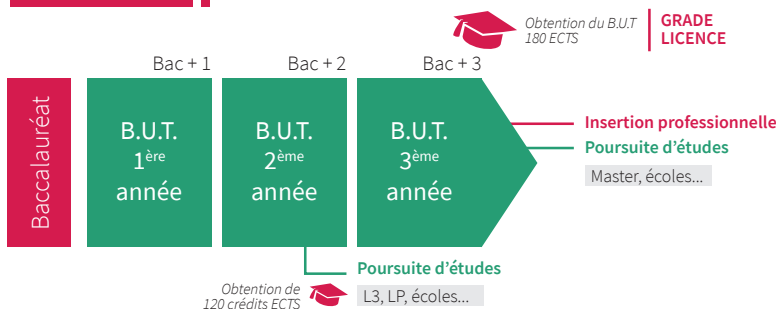 Obtention du B.U.T
180 ECTS
GRADE
LICENCE
Bac + 1
Bac + 2
Bac + 3
Baccalauréat
B.U.T.
1ère
année
B.U.T.
2ème
année
B.U.T.
3ème
année
Insertion professionnelle
Poursuite d'études
Master, écoles...
Poursuite d'études
L3, LP, écoles...
Obtention de
120 crédits ECTS